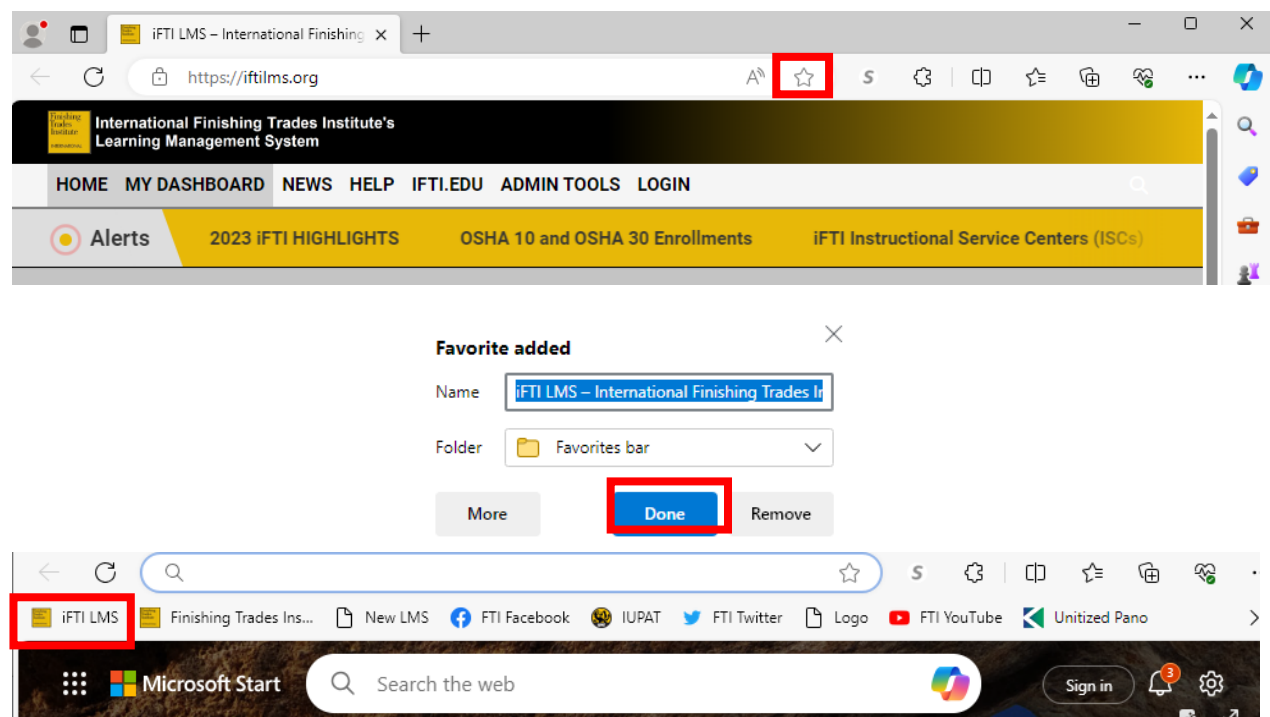 iFTI LMS – International Finishing
https://iftilms.org
A
S
Finishing
Trades
Institute
INTERNATIONAL
International Finishing Trades Institute's
Learning Management System
HOME MY DASHBOARD NEWS HELP IFTI.EDU ADMIN TOOLS LOGIN
Alerts 2023 iFTI HIGHLIGHTS OSHA 10 and OSHA 30 Enrollments iFTI Instructional Service Centers (ISCs)
Favorite added
Name iFTI LMS – International Finishing Trades In
Folder Favorites bar
More Done Remove
S
iFTI LMS Finishing Trades Ins... New LMS FTI Facebook IUPAT FTI Twitter Logo FTI YouTube Unitized Pano
Microsoft Start Search the web Sign in 3